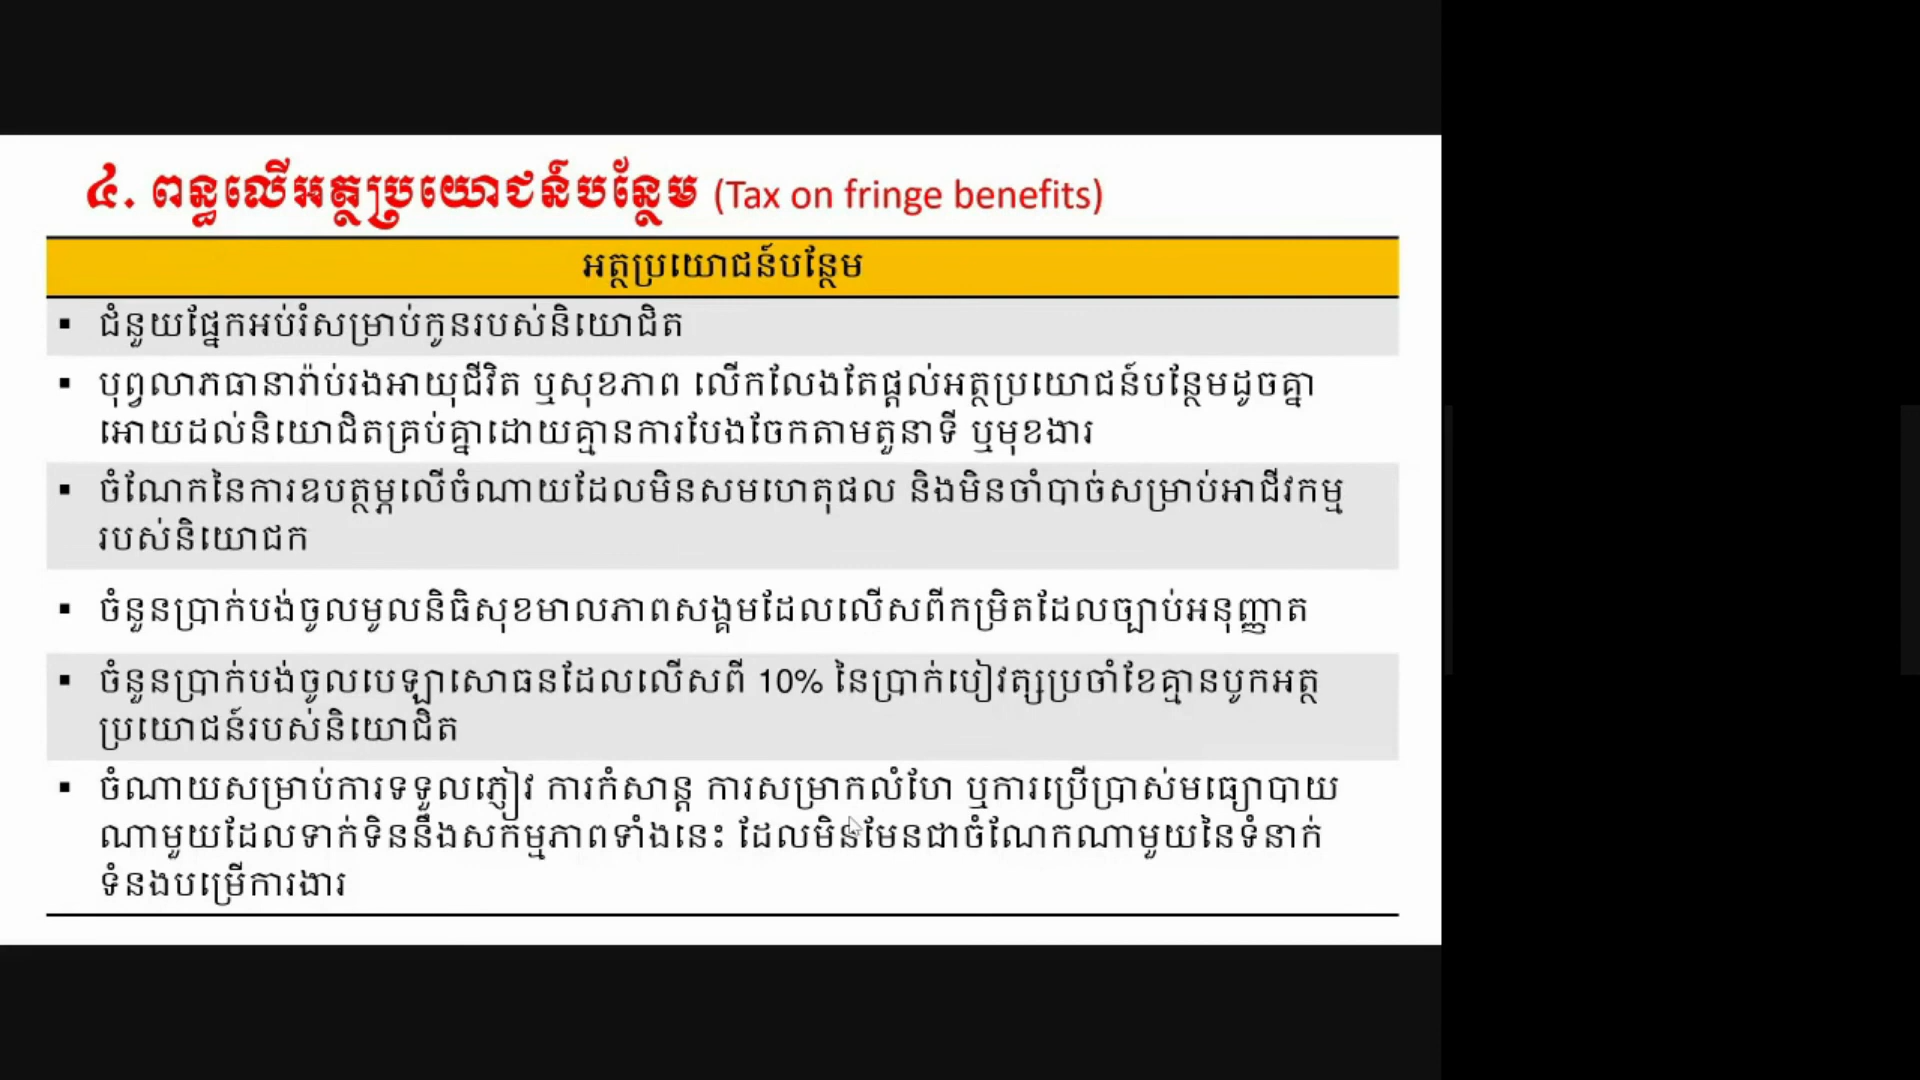 ៤. ពន្ធលើអត្ថប្រយោជន៍បន្ថែម (Tax on fringe benefits)
អត្ថប្រយោជន៍បន្ថែម
▪ ជំនួយផ្នែកអប់រំសម្រាប់កូនរបស់និយោជិត
▪ បុព្វលាភធានារ៉ាប់រងអាយុជីវិត ឬសុខភាព លើកលែងតែផ្តល់អត្ថប្រយោជន៍បន្ថែមដូចគ្នា
អោយដល់និយោជិតគ្រប់គ្នាដោយគ្មានការបែងចែកតាមតួនាទី ឬមុខងារ
▪ ចំណែកនៃការឧបត្ថម្ភលើចំណាយដែលមិនសមហេតុផល និងមិនចាំបាច់សម្រាប់អាជីវកម្ម
របស់និយោជក
▪ ចំនួនប្រាក់បង់ចូលមូលនិធិសុខមាលភាពសង្គមដែលលើសពីកម្រិតដែលច្បាប់អនុញ្ញាត
▪ ចំនួនប្រាក់បង់ចូលបេឡាសោធនដែលលើសពី 10% នៃប្រាក់បៀវត្សប្រចាំខែគ្មានបូកអត្ថ
ប្រយោជន៍របស់និយោជិត
▪ ចំណាយសម្រាប់ការទទួលភ្ញៀវ ការកំសាន្ត ការសម្រាកលំហែ ឬការប្រើប្រាស់មធ្យោបាយ
ណាមួយដែលទាក់ទិននឹងសកម្មភាពទាំងនេះ ដែលមិនមែនជាចំណែកណាមួយនៃទំនាក់
ទំនងបម្រើការងារ